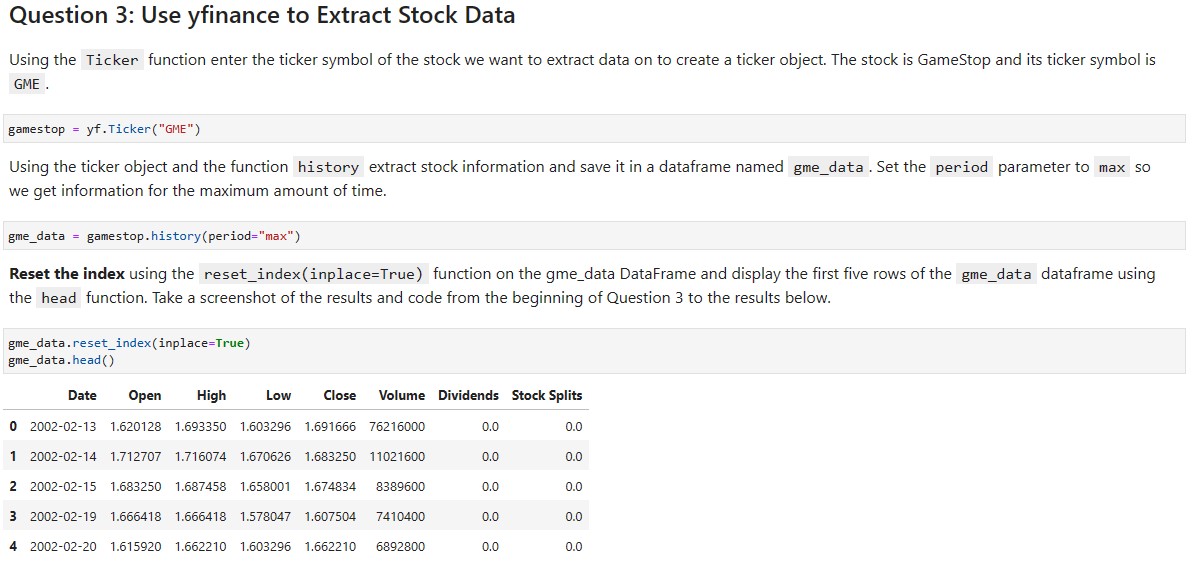 Question 3: Use yfinance to Extract Stock Data
Using the Ticker function enter the ticker symbol of the stock we want to extract data on to create a ticker object. The stock is GameStop and its ticker symbol is
GME .
gamestop = yf.Ticker("GME")
Using the ticker object and the function history extract stock information and save it in a dataframe named gme_data . Set the period parameter to max so
we get information for the maximum amount of time.
gme_data = gamestop.history(period="max")
Reset the index using the reset_index(inplace=True) function on the gme_data DataFrame and display the first five rows of the gme_data dataframe using
the head function. Take a screenshot of the results and code from the beginning of Question 3 to the results below.
gme_data.reset_index(inplace=True)
gme_data.head()
Date Open High Low Close Volume Dividends Stock Splits
0 2002-02-13 1.620128 1.693350 1.603296 1.691666 76216000 0.0 0.0
1 2002-02-14 1.712707 1.716074 1.670626 1.683250 11021600 0.0 0.0
2 2002-02-15 1.683250 1.687458 1.658001 1.674834 8389600 0.0 0.0
3 2002-02-19 1.666418 1.666418 1.578047 1.607504 7410400 0.0 0.0
4 2002-02-20 1.615920 1.662210 1.603296 1.662210 6892800 0.0 0.0